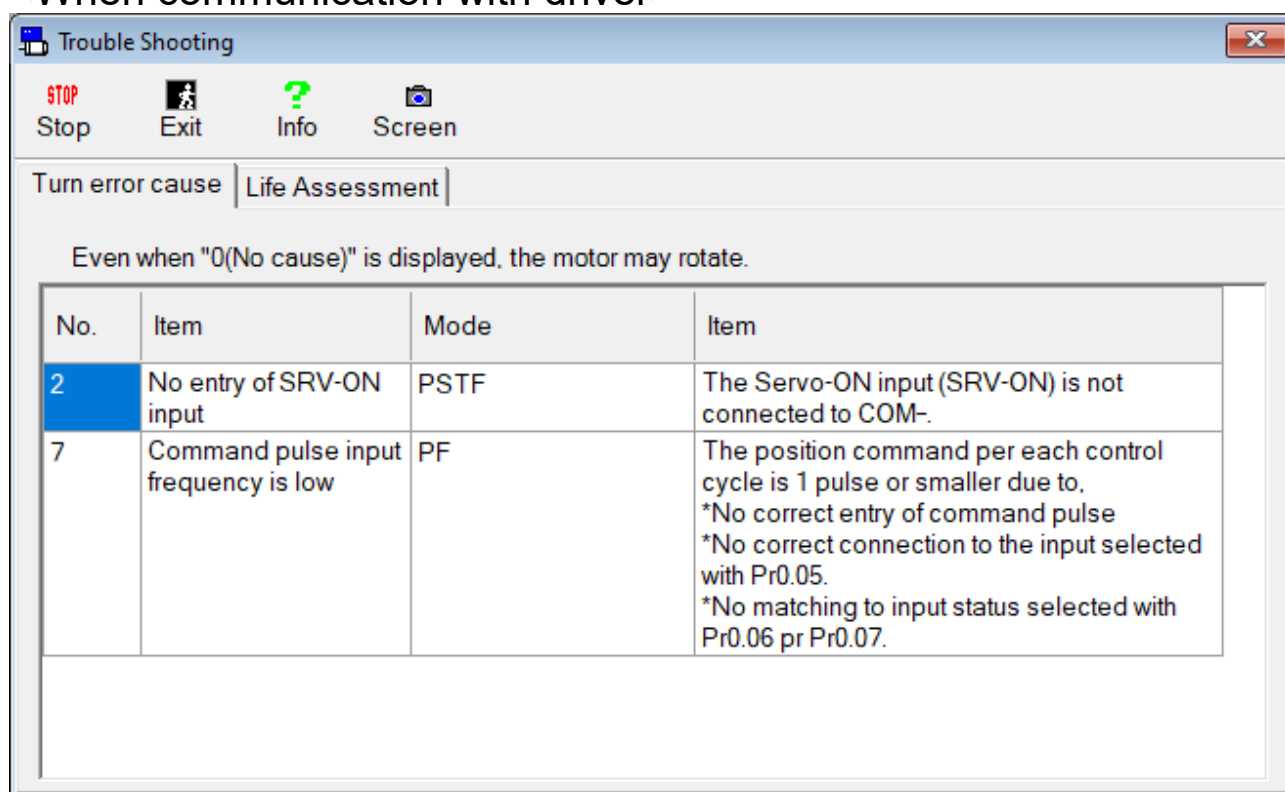 When communication with driver
Trouble Shooting
STOP
Stop Exit Info Screen
Turn error cause Life Assessment
Even when "0(No cause)" is displayed, the motor may rotate.
No. Item Mode Item
2 No entry of SRV-ON PSTF The Servo-ON input (SRV-ON) is not
input connected to COM-.
7 Command pulse input PF The position command per each control
frequency is low cycle is 1 pulse or smaller due to,
*No correct entry of command pulse
*No correct connection to the input selected
with Pr0.05.
*No matching to input status selected with
Pr0.06 pr Pr0.07.